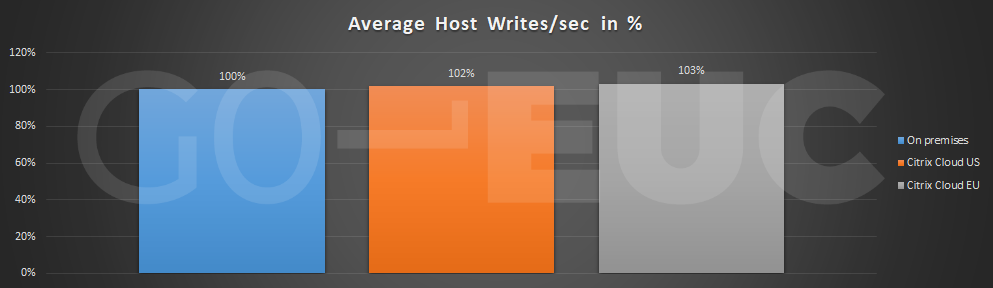 Average Host Writes/sec in %
120%
100%
80%
60%
40%
20%
0%
100%
102%
103%
GO-EUC
On premises
Citrix Cloud US
Citrix Cloud EU